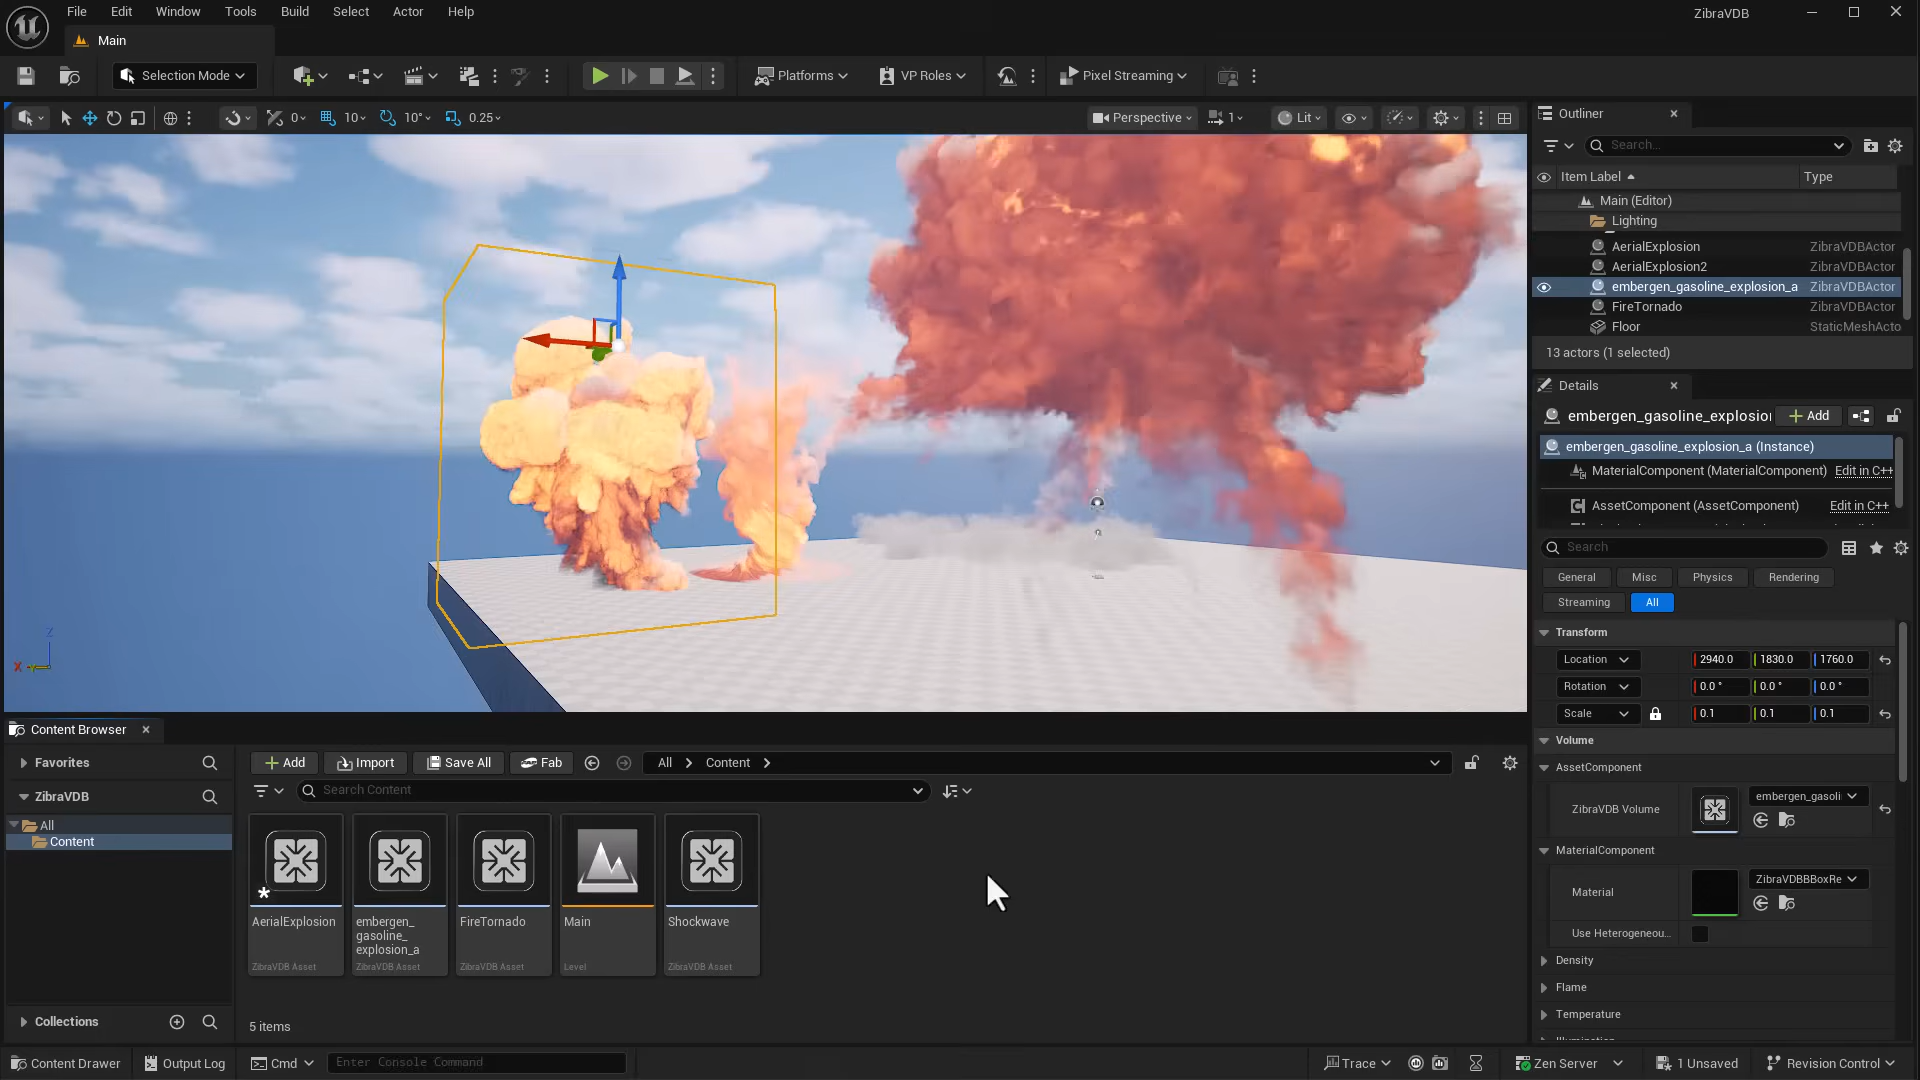 File Edit Window Tools Build Select Actor Help
ZibraVDB
Main
Selection Mode
Platforms
VP Roles
Pixel Streaming
0
10
10°
0.25
Perspective
1
Lit
Outliner
Search...
Item Label
Type
Main (Editor)
Lighting
AerialExplosion ZibraVDBActor
AerialExplosion2 ZibraVDBActor
embergen_gasoline_explosion_a ZibraVDBActor
FireTornado ZibraVDBActor
Floor StaticMeshActo
13 actors (1 selected)
Details
embergen_gasoline_explosion
Add
embergen_gasoline_explosion_a (Instance)
MaterialComponent (MaterialComponent) Edit in C++
AssetComponent (AssetComponent) Edit in C++
Search
General Misc Physics Rendering
Streaming All
Transform
Location 2940.0 1830.0 1760.0
Rotation 0.0 ° 0.0 ° 0.0 °
Scale 0.1 0.1 0.1
Volume
AssetComponent
ZibraVDB Volume
embergen_gasoli
MaterialComponent
Material
ZibraVDBBBoxRe
Use Heterogeneou...
Density
Flame
Temperature
Z
X
Content Browser
Favorites
ZibraVDB
All
Content
Collections
Add
Import
Save All
Fab
All
Content
Search Content
AerialExplosion
ZibraVDB Asset
embergen_
gasoline_
explosion_a
ZibraVDB Asset
FireTornado
ZibraVDB Asset
Main
Level
Shockwave
ZibraVDB Asset
5 items
Content Drawer
Output Log
Cmd
Enter Console Command
Trace
Zen Server
1 Unsaved
Revision Control